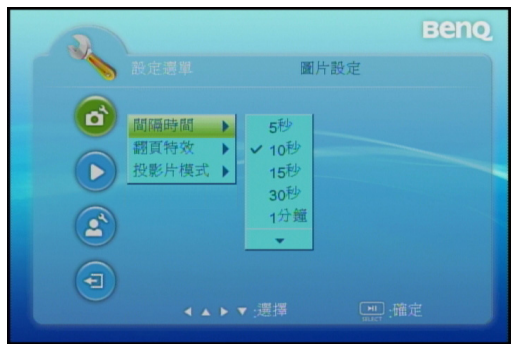 BenQ
設定選單
圖片設定
間隔時間
翻頁特效
投影片模式
5秒
10秒
15秒
30秒
1分鐘
:選擇
SELECT
:確定